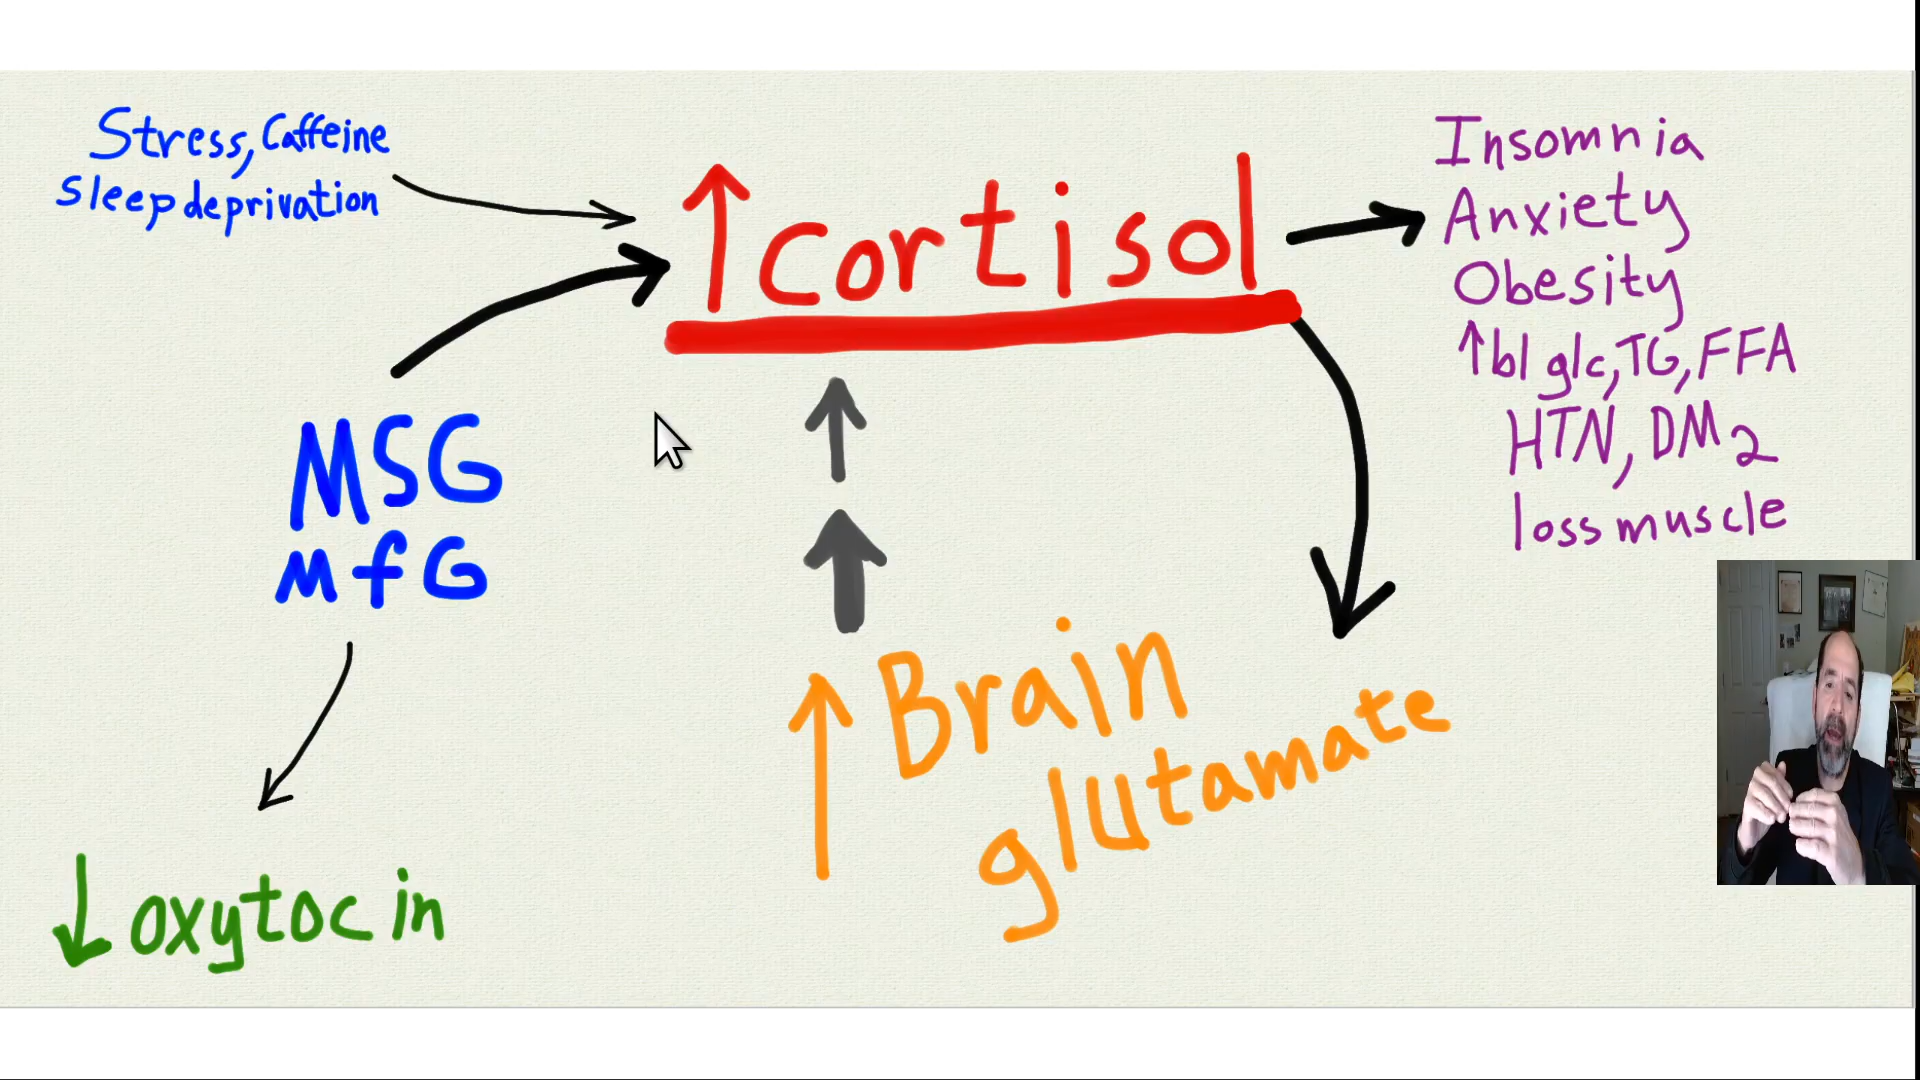 Stress, Caffeine
Sleep deprivation
↑ cortisol
Insomnia
Anxiety
Obesity
↑ bl glc, TG, FFA
HTN, DM2
loss muscle
MSG
MfG
↑ Brain
glutamate
↓ oxytocin